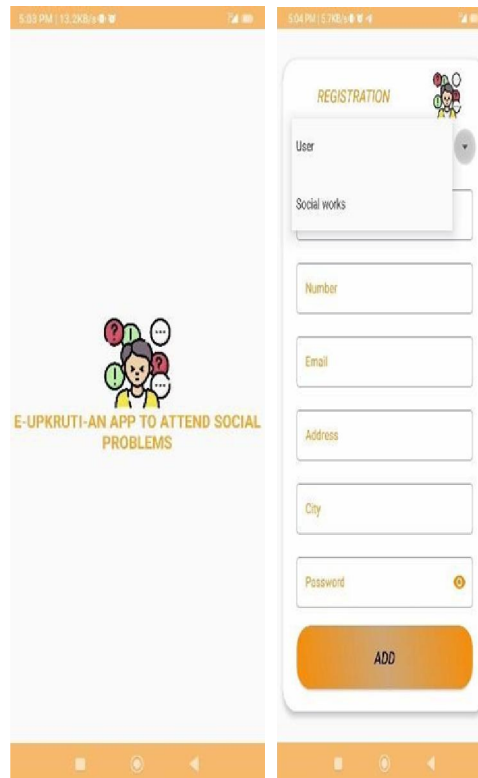 5:03 PM | 13.2KB/s
E-UPKRUTI-AN APP TO ATTEND SOCIAL
PROBLEMS
5:04 PM | 5.7KB/s
REGISTRATION
User
Social works
Number
Email
Address
City
Password
ADD